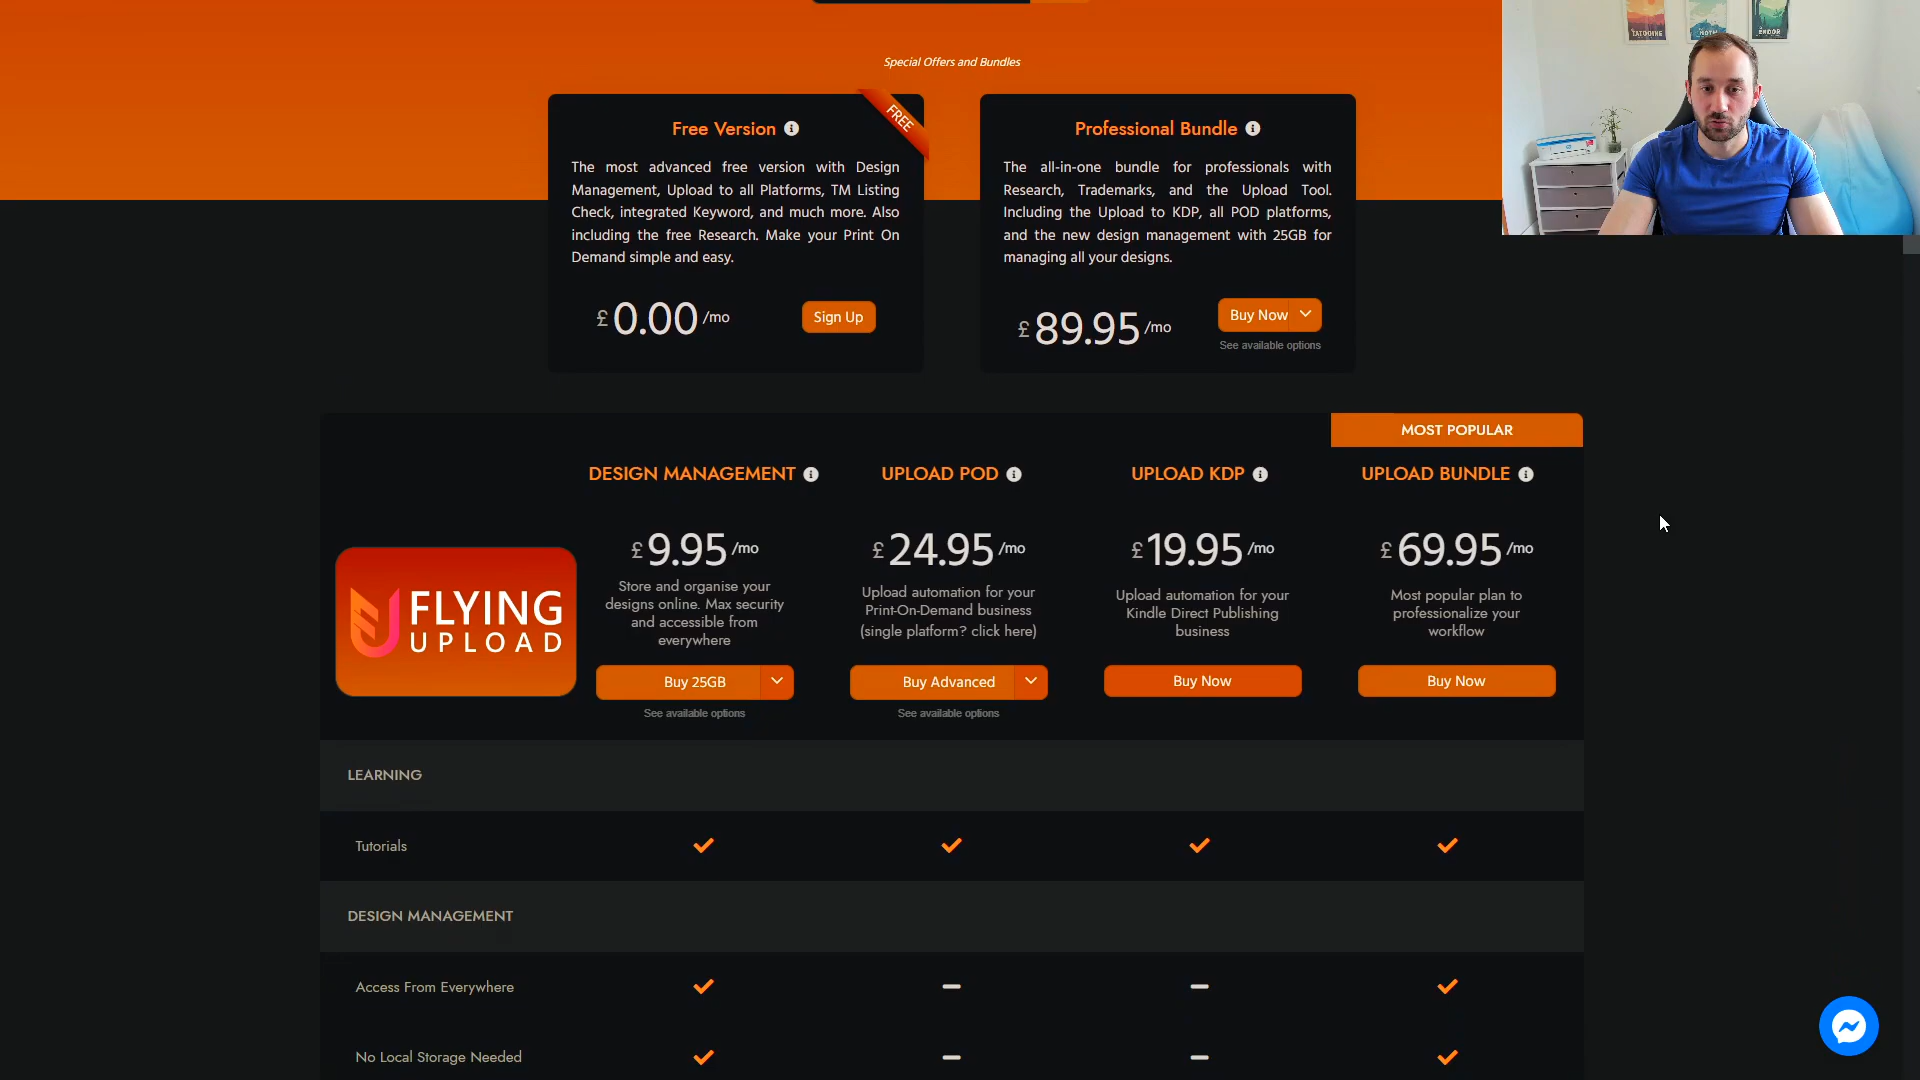 TATOOINE
HOTH
ENDOR
Special Offers and Bundles
Free Version
FREE
The most advanced free version with Design
Management, Upload to all Platforms, TM Listing
Check, integrated Keyword, and much more. Also
including the free Research. Make your Print On
Demand simple and easy.
£0.00/mo
Sign Up
Professional Bundle
The all-in-one bundle for professionals with
Research, Trademarks, and the Upload Tool.
Including the Upload to KDP, all POD platforms,
and the new design management with 25GB for
managing all your designs.
£89.95/mo
Buy Now
See available options
MOST POPULAR
FLYING
UPLOAD
DESIGN MANAGEMENT
£9.95/mo
Store and organise your
designs online. Max security
and accessible from
everywhere
Buy 25GB
See available options
UPLOAD POD
£24.95/mo
Upload automation for your
Print-On-Demand business
(single platform? click here)
Buy Advanced
See available options
UPLOAD KDP
£19.95/mo
Upload automation for your
Kindle Direct Publishing
business
Buy Now
UPLOAD BUNDLE
£69.95/mo
Most popular plan to
professionalize your
workflow
Buy Now
LEARNING
Tutorials
DESIGN MANAGEMENT
Access From Everywhere
No Local Storage Needed